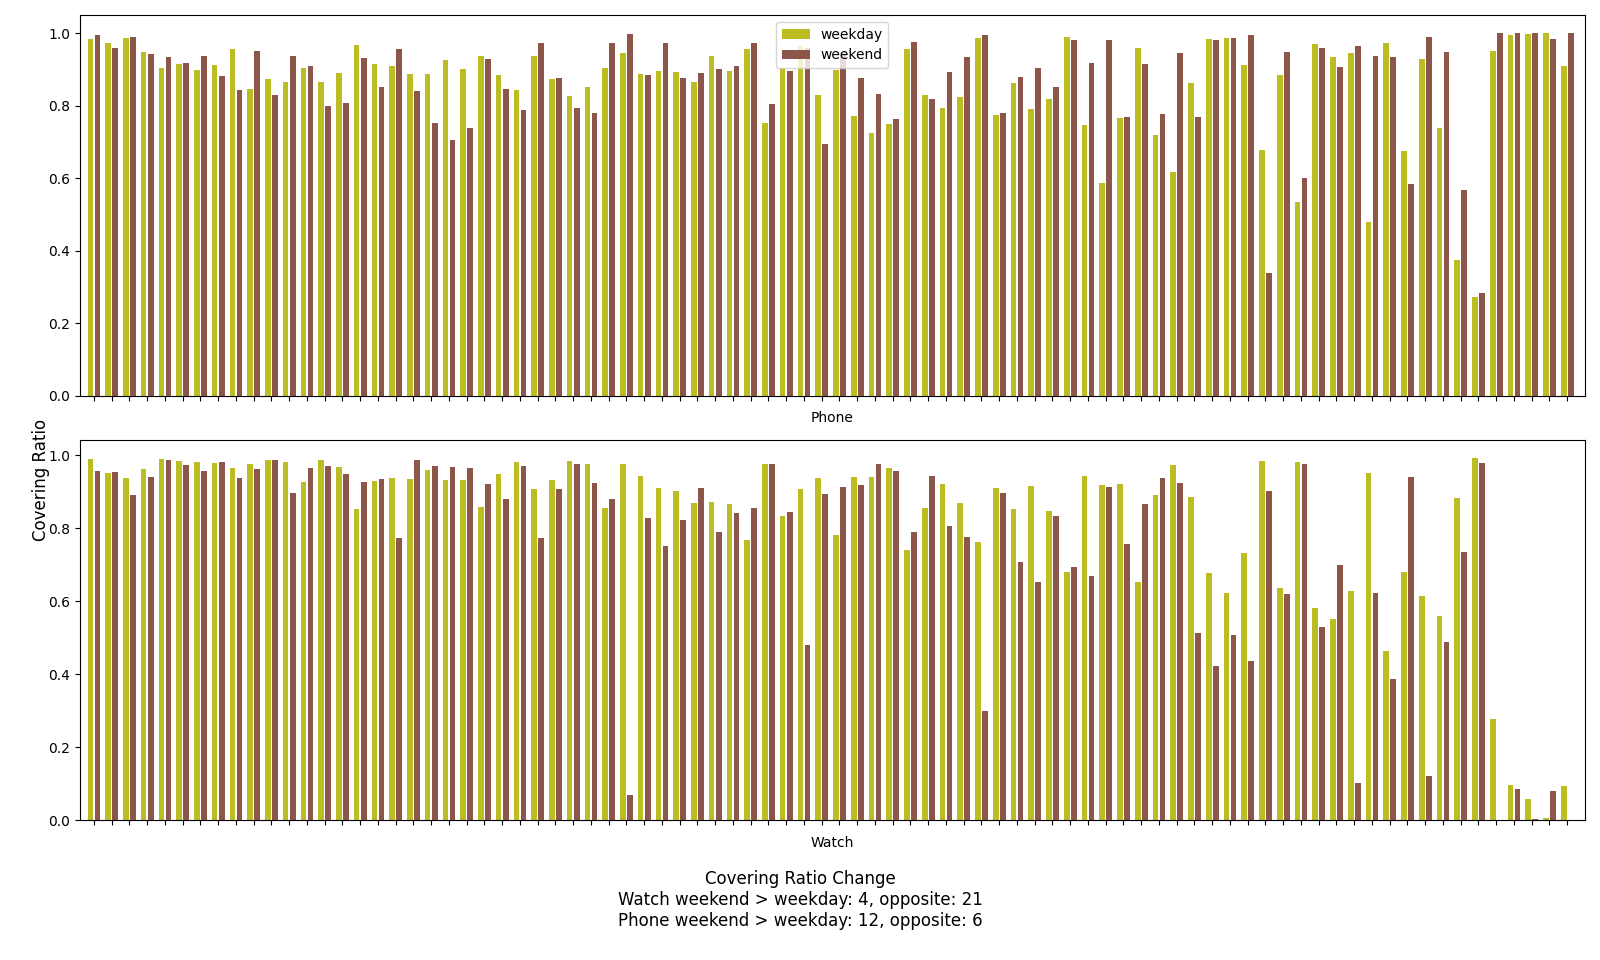 1.0
0.8
0.6
0.4
0.2
0.0
weekday
weekend
Phone
Covering Ratio
1.0
0.8
0.6
0.4
0.2
0.0
Watch
Covering Ratio Change
Watch weekend > weekday: 4, opposite: 21
Phone weekend > weekday: 12, opposite: 6